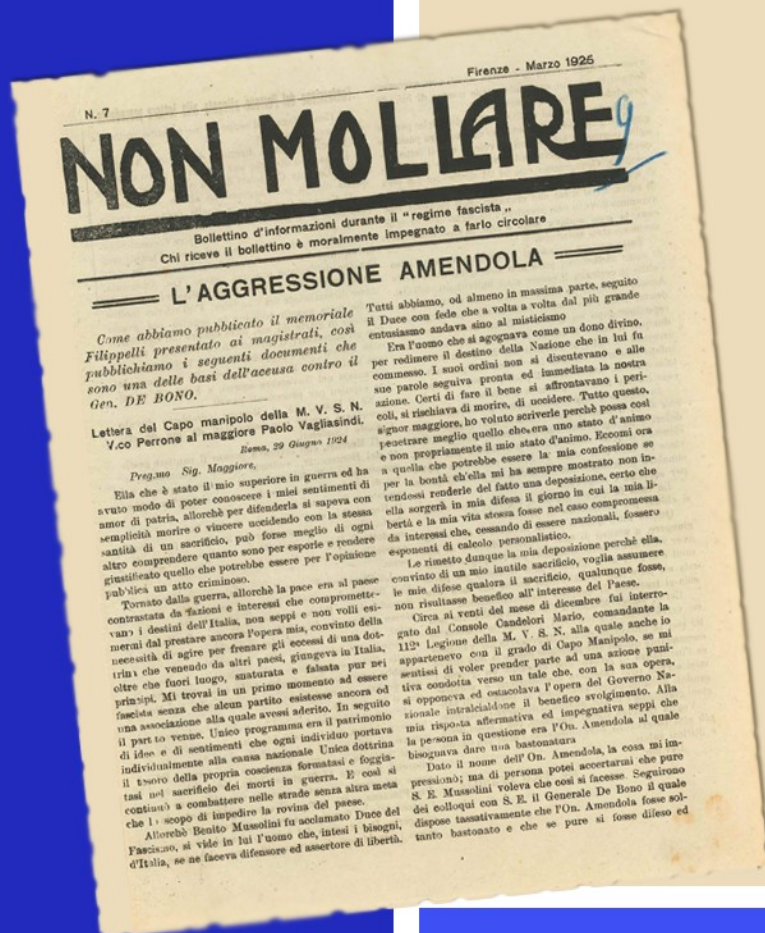 N. 7
Firenze - Marzo 1925
NON MOLLARE
9
Bollettino d'informazioni durante il "regime fascista „
Chi riceve il bollettino è moralmente impegnato a farlo circolare
L'AGGRESSIONE AMENDOLA
Come abbiamo pubbticato il memoriale
Filippelli presentato ai magistrati, così
pubblichiamo i seguenti documenti che
sono una delle basi dell'aceusa contro il
Gen. DE BONO.
Lettera del Capo manipolo della M. V. S. N.
V.co Perrone al maggiore Paolo Vagliasindi.
Roma, 29 Giugno 1924
Preg.mo Sig. Maggiore,
Ella che è stato il mio superiore in guerra ed ha
avuto modo di poter conoscere i miei sentimenti di
amor di patria, allorchè per difenderla si sapeva con
semplicità morire o vincere uccidendo con la stessa
santità di un sacrificio, può forse meglio di ogni
altro comprendere quanto sono per esporle e rendere
giustificato quello che potrebbe essere per l'opinione
pubblica un atto criminoso.
Tornato dalla guerra, allorchè la pace era al paese
contrastata da fazioni e interessi che compromette-
vano i destini dell'Italia, non seppi e non volli esi-
mermi dal prestare ancora l'opera mia, convinto della
necessità di agire per frenare gli eccessi di una dot-
trina che venendo da altri paesi, giungeva in Italia,
oltre che fuori luogo, snaturata e falsata pur nei
principi. Mi trovai in un primo momento ad essere
fascista senza che alcun partito esistesse ancora od
una associazione alla quale avessi aderito. In seguito
il partito venne. Unico programma era il patrimonio
di idee e di sentimenti che ogni individuo portava
individualmente alla causa nazionale Unica dottrina
il tesoro della propria coscienza formatasi e foggia-
tasi nel sacrificio dei morti in guerra. E così si
continuò a combattere nelle strade senza altra meta
che lo scopo di impedire la rovina del paese.
Allorchè Benito Mussolini fu acclamato Duce del
Fascismo, si vide in lui l'uomo che, intesi i bisogni,
d'Italia, se ne faceva difensore ed assertore di libertà.
Tutti abbiamo, od almeno in massima parte, seguito
il Duce con fede che a volta a volta dal più grande
entusiasmo andava sino al misticismo
Era l'uomo che si agognava come un dono divino,
per redimere il destino della Nazione che in lui fu
commesso. I suoi ordini non si discutevano e alle
sue parole seguiva pronta ed immediata la nostra
azione. Certi di fare il bene si affrontavano i peri-
coli, si rischiava di morire, di uccidere. Tutto questo,
signor maggiore, ho voluto scriverle perchè possa così
penetrare meglio quello che era uno stato d'animo
e non propriamente il mio stato d'animo. Eccomi ora
a quella che potrebbe essere la mia confessione se
per la bontà ch'ella mi ha sempre mostrato non in-
tendessi renderle del fatto una deposizione, certo che
ella sorgerà in mia difesa il giorno in cui la mia li-
bertà e la mia vita stessa fosse nel caso compromessa
da interessi che, cessando di essere nazionali, fossero
esponenti di calcolo personalistico.
Le rimetto dunque la mia deposizione perchè ella,
convinto di un mio inutile sacrificio, voglia assumere
le mie difese qualora il sacrificio, qualunque fosse,
non risultasse benefico all'interesse del Paese.
Circa ai venti del mese di dicembre fui interro-
gato dal Console Candelori Mario, comandante la
112ª Legione della M. V. S. N. alla quale anche io
appartenevo con il grado di Capo Manipolo, se mi
sentissi di voler prender parte ad una azione puni-
tiva condotta verso un tale che, con la sua opera,
si opponeva ed ostacolava l'opera del Governo Na-
zionale intralciandone il benefico svolgimento. Alla
mia risposta affermativa ed impegnativa seppi che
la persona in questione era l'On. Amendola al quale
bisognava dare una bastonatura
Dato il nome dell'On. Amendola, la cosa mi im-
pressionò; ma di persona potei accertarmi che pure
S. E. Mussolini voleva che così si facesse. Seguirono
dei colloqui con S. E. il Generale De Bono il quale
dispose tassativamente che l'On. Amendola fosse sol-
tanto bastonato e che se pure si fosse difeso ed